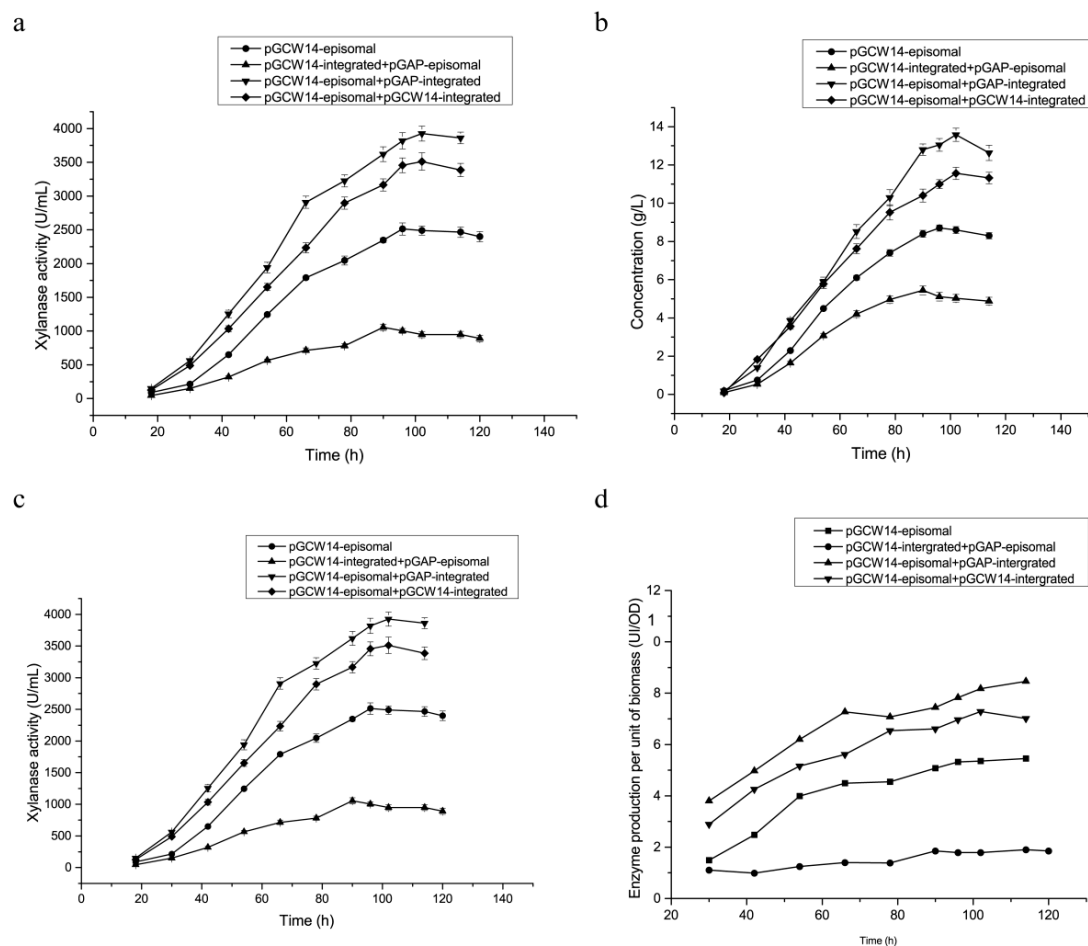 a
pGCW14-episomal
pGCW14-integrated+pGAP-episomal
pGCW14-episomal+pGAP-integrated
pGCW14-episomal+pGCW14-integrated
Xylanase activity (U/mL)
4000
3500
3000
2500
2000
1500
1000
500
0
0 20 40 60 80 100 120 140
Time (h)
b
pGCW14-episomal
pGCW14-integrated+pGAP-episomal
pGCW14-episomal+pGAP-integrated
pGCW14-episomal+pGCW14-integrated
Concentration (g/L)
14
12
10
8
6
4
2
0
0 20 40 60 80 100 120 140
Time (h)
c
pGCW14-episomal
pGCW14-integrated+pGAP-episomal
pGCW14-episomal+pGAP-integrated
pGCW14-episomal+pGCW14-integrated
Xylanase activity (U/mL)
4000
3500
3000
2500
2000
1500
1000
500
0
0 20 40 60 80 100 120 140
Time (h)
d
pGCW14-episomal
pGCW14-intergrated+pGAP-episomal
pGCW14-episomal+pGAP-intergrated
pGCW14-episomal+pGCW14-intergrated
Enzyme production per unit of biomass (UI/OD)
12
0
8
6
4
2
0
20 40 60 80 100 120
Time (h)